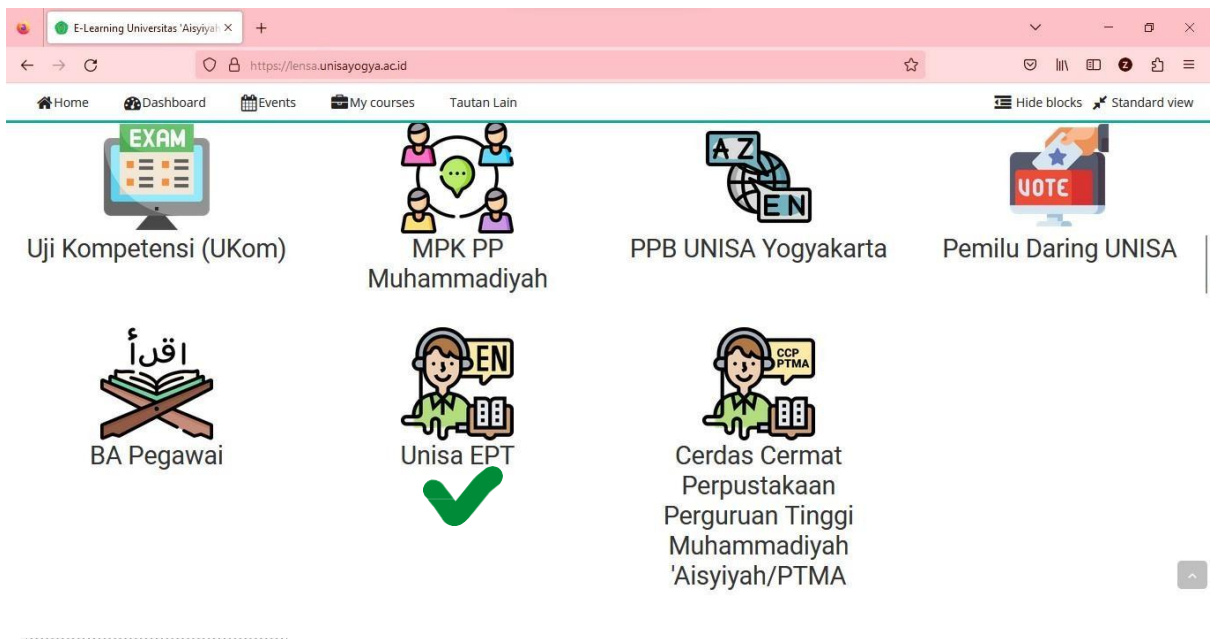 E-Learning Universitas 'Aisyiyah
https://lensa.unisayogya.ac.id
Home Dashboard Events My courses Tautan Lain Hide blocks Standard view
EXAM
AZ
EN
VOTE
Uji Kompetensi (UKom)
MPK PP
Muhammadiyah
PPB UNISA Yogyakarta
Pemilu Daring UNISA
اقرأ
EN
CCP
PTMA
BA Pegawai
Unisa EPT
Cerdas Cermat
Perpustakaan
Perguruan Tinggi
Muhammadiyah
'Aisyiyah/PTMA